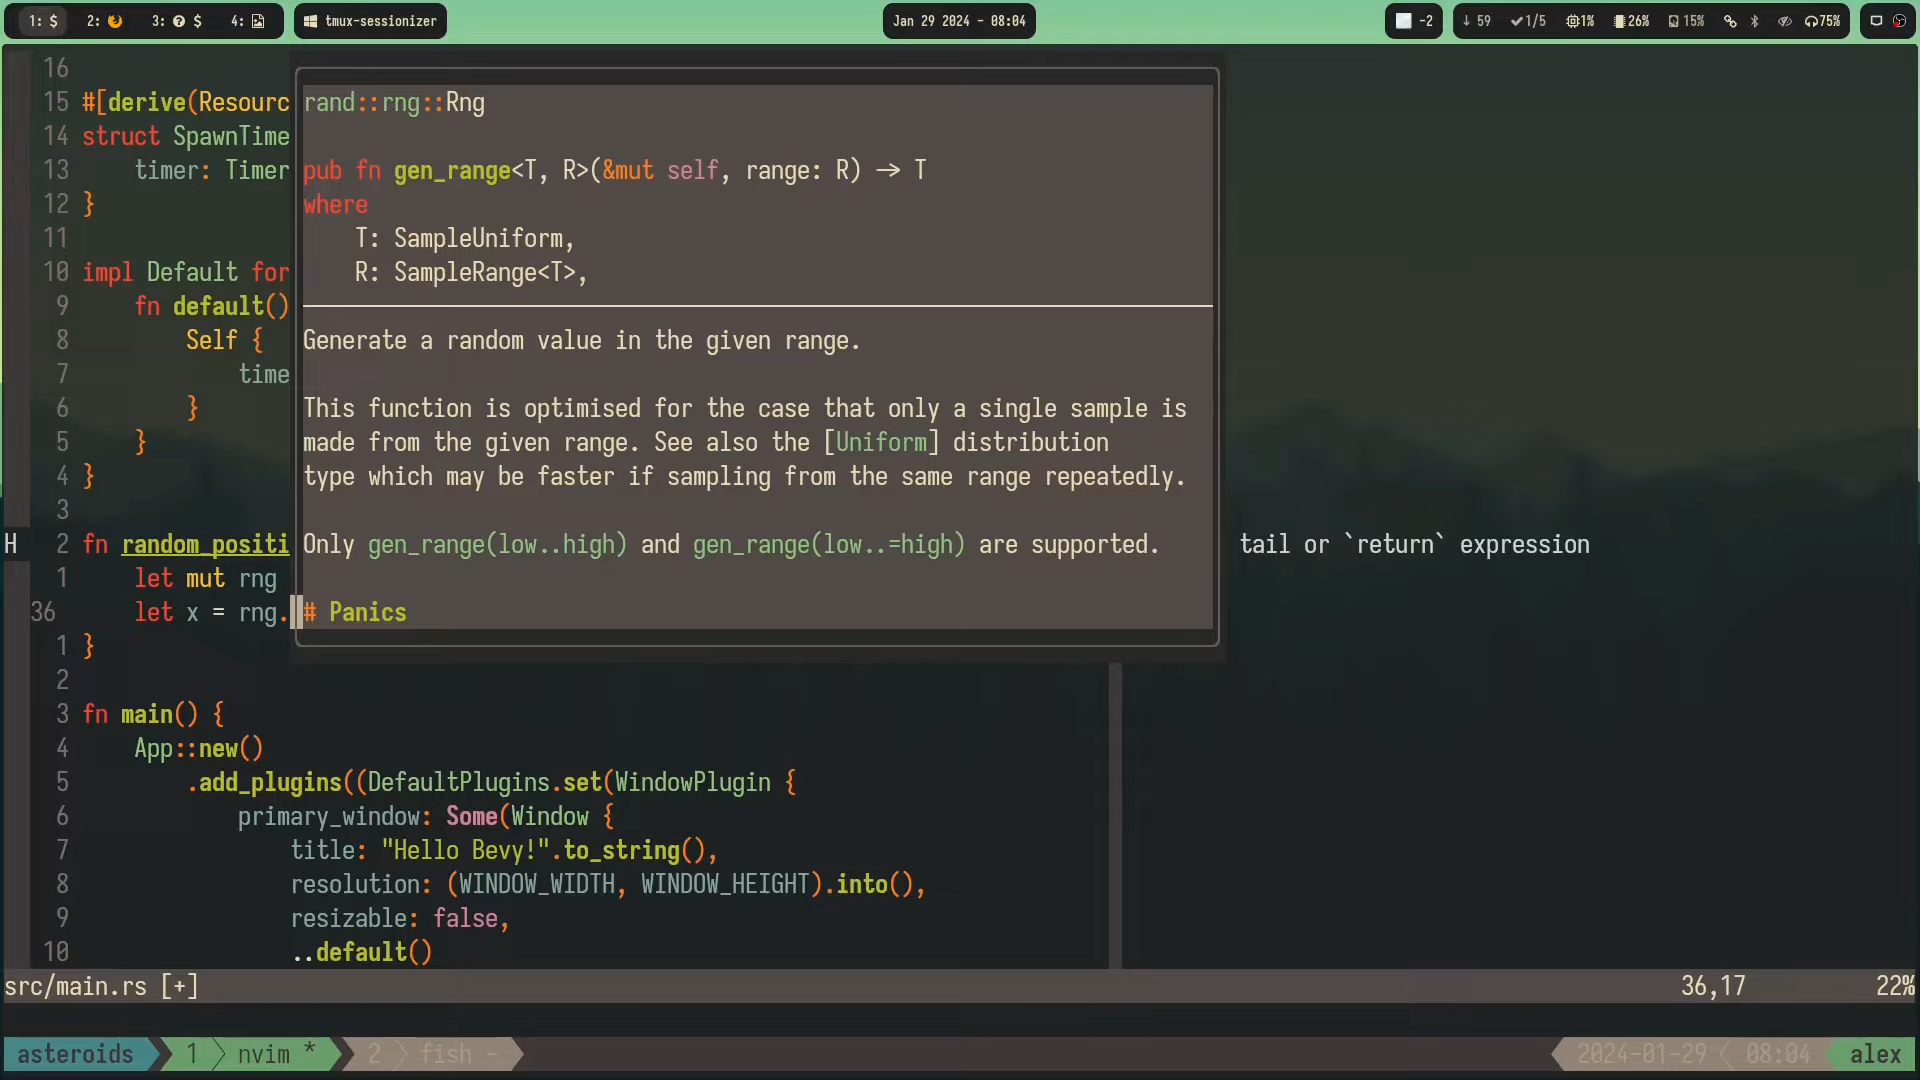 1: $ 2: 3: $ 4: tmux-sessionizer Jan 29 2024 - 08:04 -2 ↓ 59 ✓1/5 1% 26% 15% 75%
16
15 #[derive(Resourc
14 struct SpawnTime
13 timer: Timer
12 }
11
10 impl Default for
9 fn default()
8 Self {
7 time
6 }
5 }
4 }
3
H 2 fn random_positi tail or `return` expression
1 let mut rng
36 let x = rng.
1 }
2
3 fn main() {
4 App::new()
5 .add_plugins((DefaultPlugins.set(WindowPlugin {
6 primary_window: Some(Window {
7 title: "Hello Bevy!".to_string(),
8 resolution: (WINDOW_WIDTH, WINDOW_HEIGHT).into(),
9 resizable: false,
10 ..default()
rand::rng::Rng
pub fn gen_range<T, R>(&mut self, range: R) -> T
where
T: SampleUniform,
R: SampleRange<T>,
Generate a random value in the given range.
This function is optimised for the case that only a single sample is
made from the given range. See also the [Uniform] distribution
type which may be faster if sampling from the same range repeatedly.
Only gen_range(low..high) and gen_range(low..=high) are supported.
# Panics
src/main.rs [+] 36,17 22%
asteroids 1 nvim * 2 fish - 2024-01-29 08:04 alex